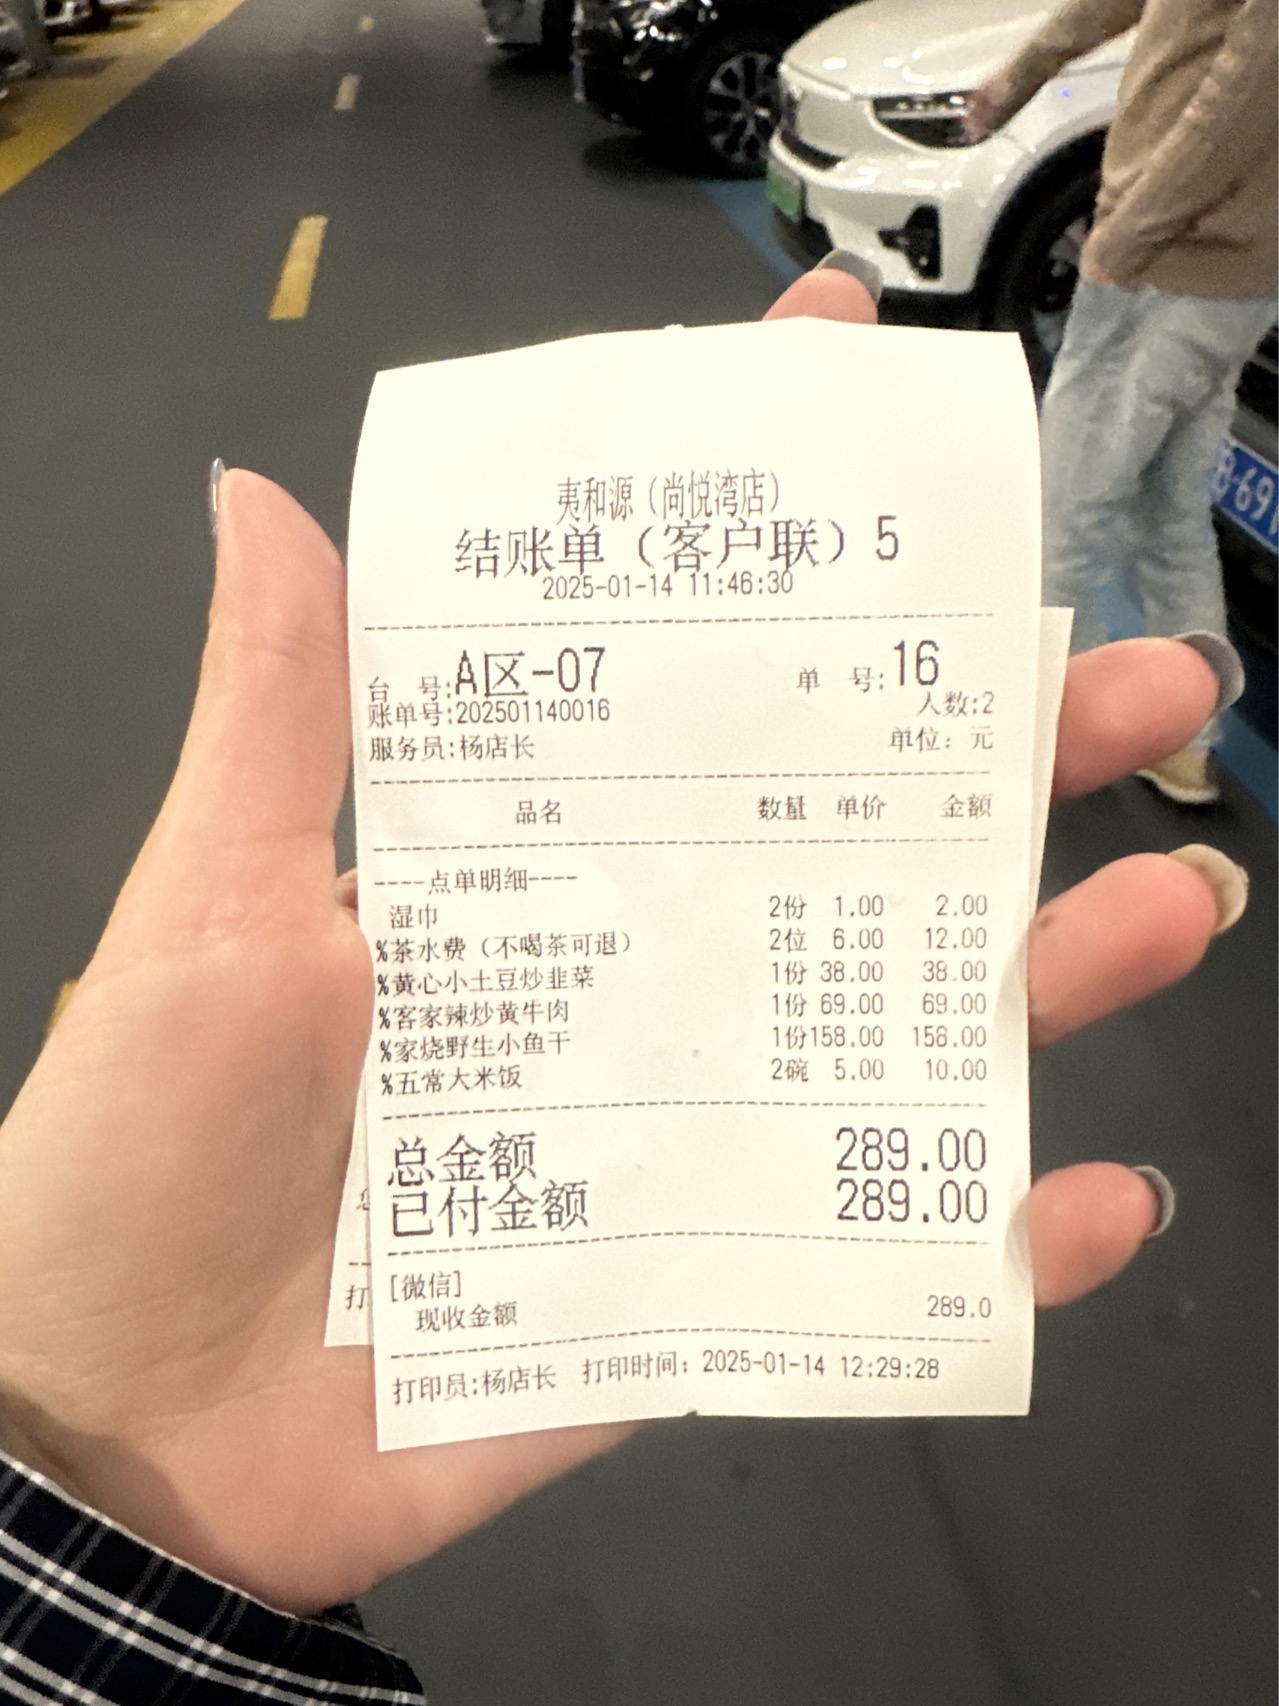 夷和源（尚悦湾店）
结账单（客户联）5
2025-01-14 11:46:30
台 号:A区-07 单 号:16
账单号:202501140016 人数:2
服务员:杨店长 单位：元
品名 数量 单价 金额
----点单明细----
湿巾 2份 1.00 2.00
%茶水费（不喝茶可退） 2位 6.00 12.00
%黄心小土豆炒韭菜 1份 38.00 38.00
%客家辣炒黄牛肉 1份 69.00 69.00
%家烧野生小鱼干 1份158.00 158.00
%五常大米饭 2碗 5.00 10.00
总金额 289.00
已付金额 289.00
[微信]
现收金额 289.0
打印员:杨店长 打印时间：2025-01-14 12:29:28
打